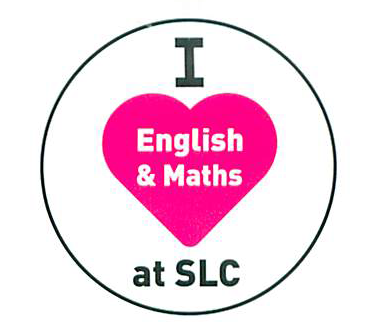 I
English
& Maths
at SLC